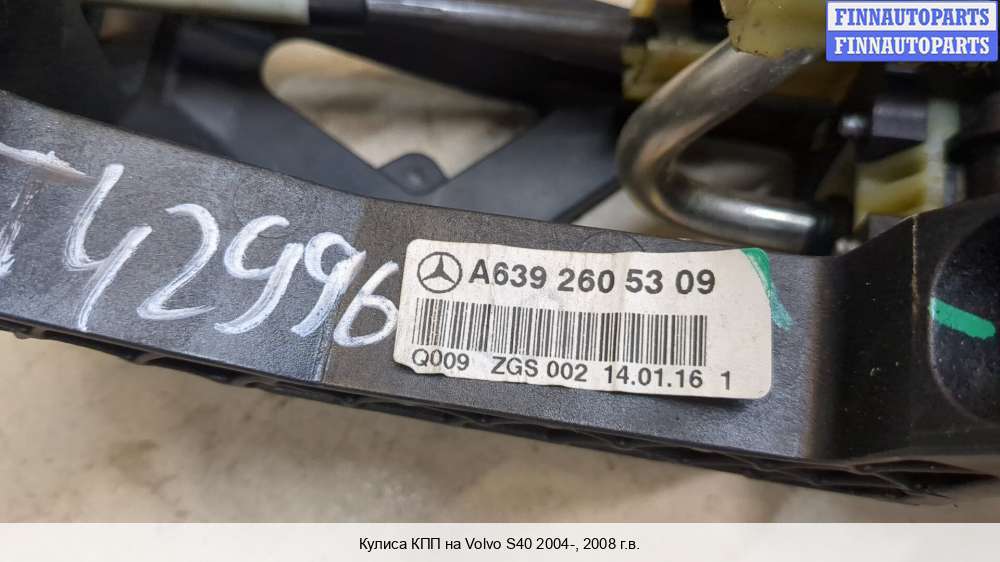 FINNAUTOPARTS
FINNAUTOPARTS
T42996
A639 260 53 09
Q009 ZGS 002 14.01.16 1
Кулиса КПП на Volvo S40 2004-, 2008 г.в.